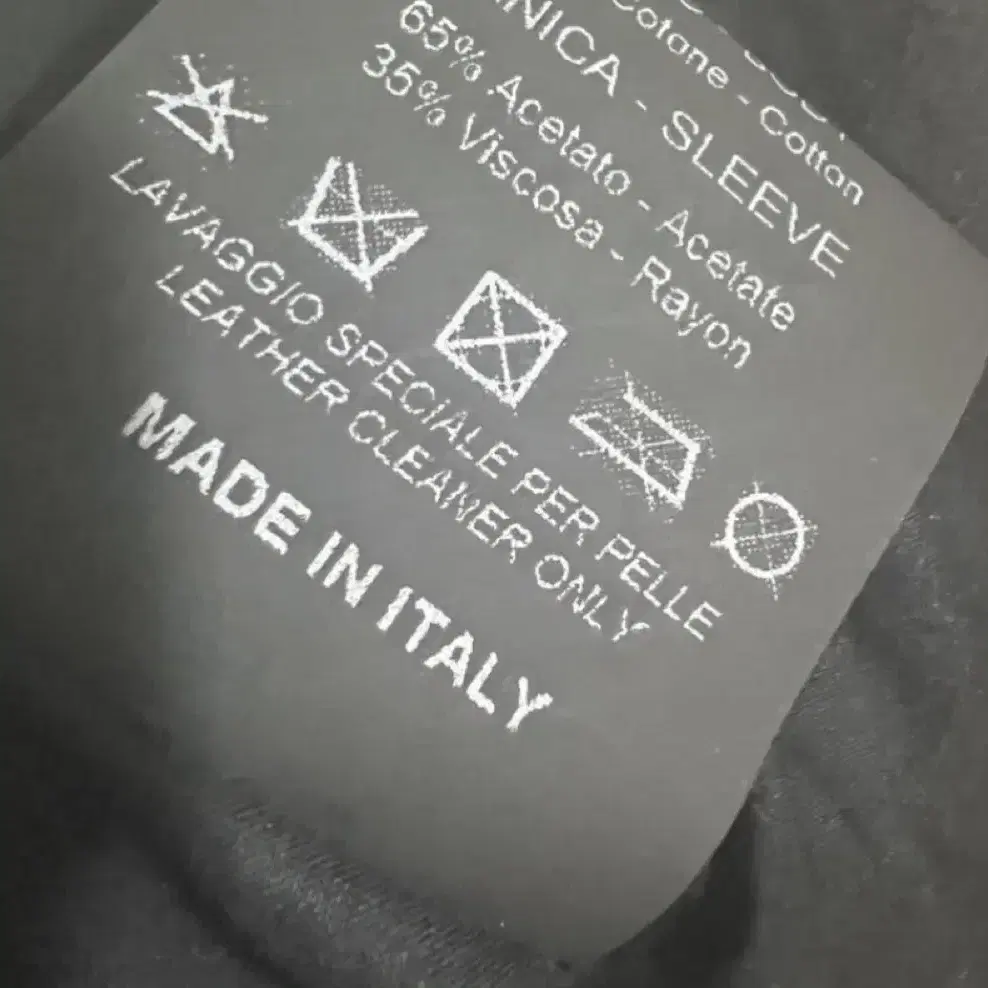 Cotone - Cotton
SLEEVE
65% Acetato - Acetate
35% Viscosa - Rayon
LAVAGGIO SPECIALE PER PELLE
LEATHER CLEANER ONLY
MADE IN ITALY